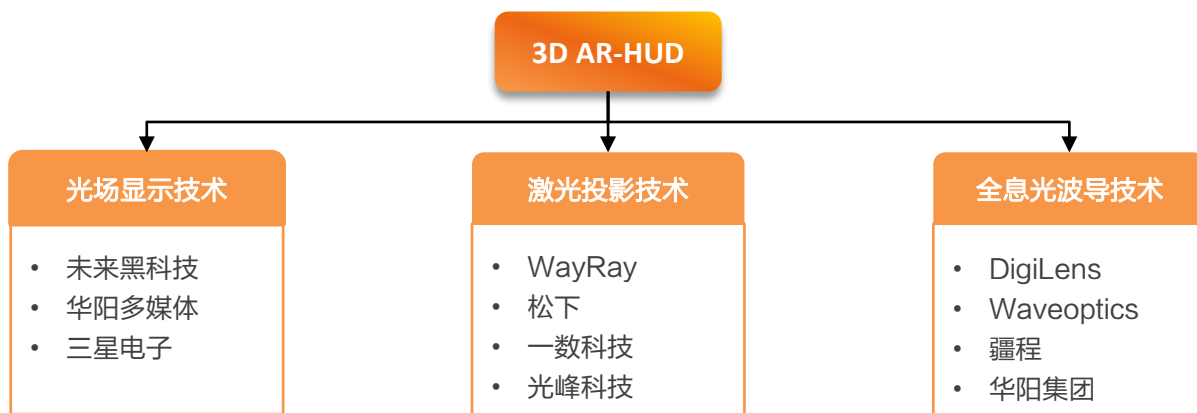 3D AR-HUD
光场显示技术
• 未来黑科技
• 华阳多媒体
• 三星电子
激光投影技术
• WayRay
• 松下
• 一数科技
• 光峰科技
全息光波导技术
• DigiLens
• Waveoptics
• 疆程
• 华阳集团